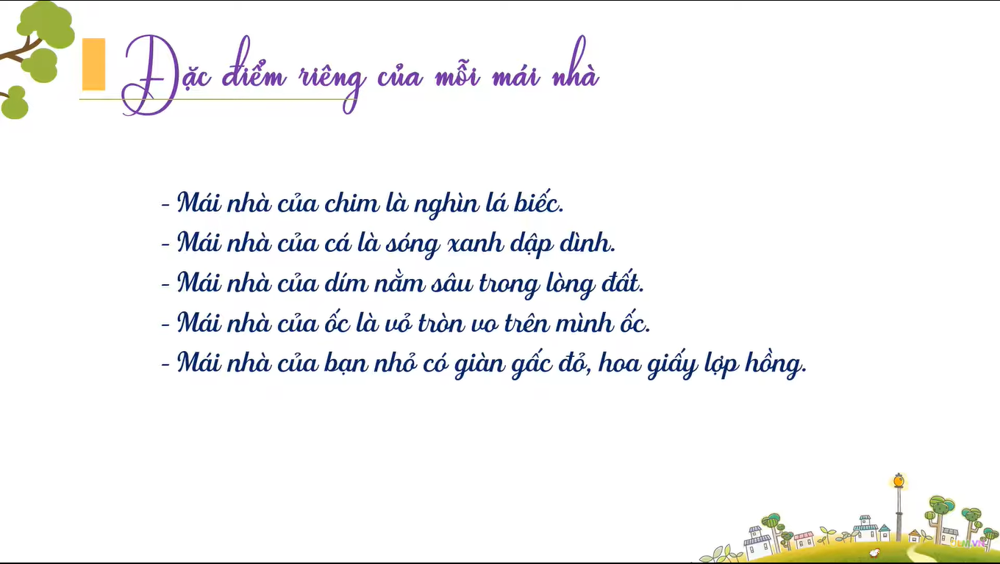 Đặc điểm riêng của mỗi mái nhà
- Mái nhà của chim là nghìn lá biếc.
- Mái nhà của cá là sóng xanh dập dình.
- Mái nhà của dím nằm sâu trong lòng đất.
- Mái nhà của ốc là vỏ tròn vo trên mình ốc.
- Mái nhà của bạn nhỏ có giàn gấc đỏ, hoa giấy lợp hồng.